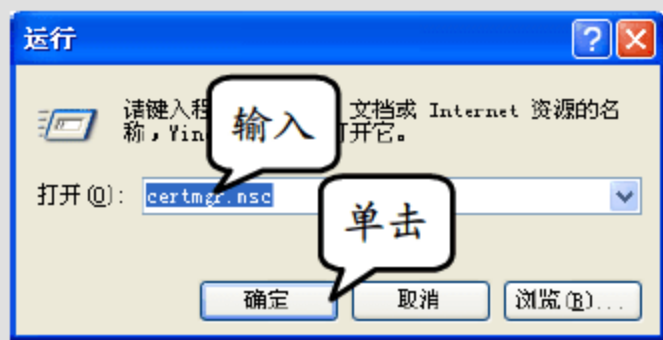 运行
请键入程
文档或 Internet 资源的名
称，Win
打开它。
输入
打开(O):
certmgr.msc
单击
确定
取消
浏览(B)...